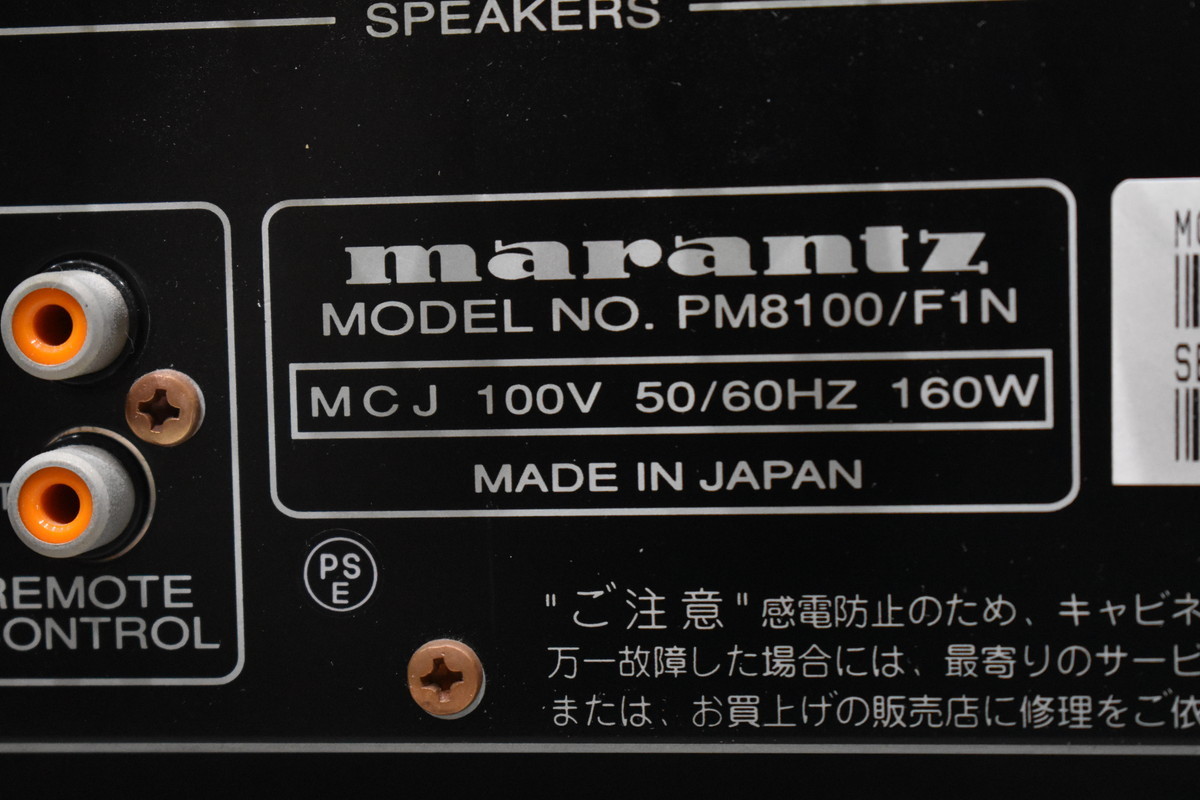 SPEAKERS
marantz
MODEL NO. PM8100/F1N
MCJ 100V 50/60HZ 160W
MADE IN JAPAN
PS
E
REMOTE
CONTROL
"ご注意"感電防止のため、キャビネ
万一故障した場合には、最寄りのサービ
または、お買上げの販売店に修理をご依